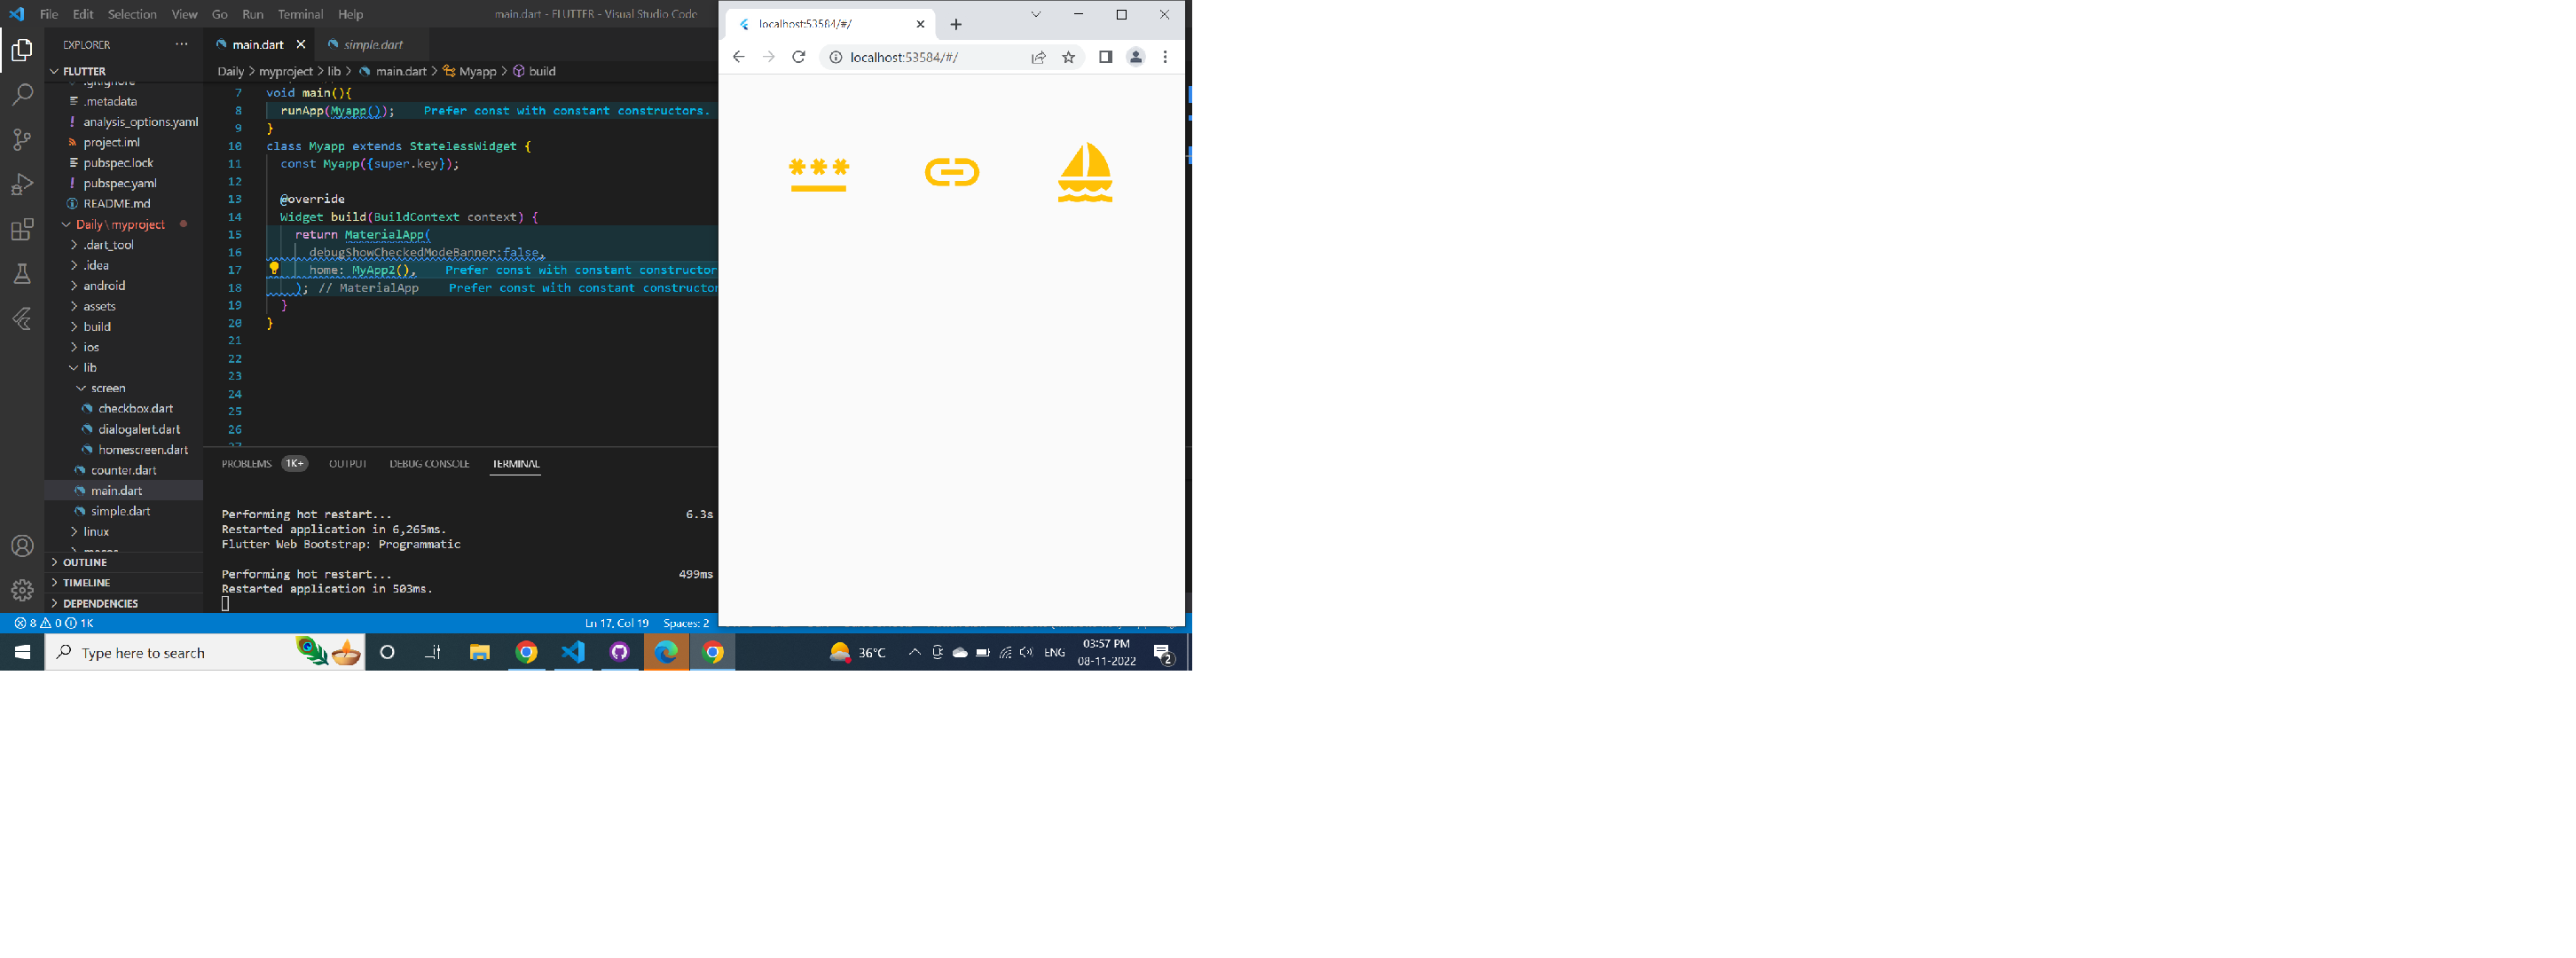 File Edit Selection View Go Run Terminal Help
main.dart - FLUTTER - Visual Studio Code
EXPLORER
FLUTTER
.gitignore
.metadata
analysis_options.yaml
project.iml
pubspec.lock
pubspec.yaml
README.md
Daily\myproject
.dart_tool
.idea
android
assets
build
ios
lib
screen
checkbox.dart
dialogalert.dart
homescreen.dart
counter.dart
main.dart
simple.dart
linux
OUTLINE
TIMELINE
DEPENDENCIES
main.dart simple.dart
Daily > myproject > lib > main.dart > Myapp > build
7 void main(){
8 runApp(Myapp()); Prefer const with constant constructors.
9 }
10 class Myapp extends StatelessWidget {
11 const Myapp({super.key});
12
13 @override
14 Widget build(BuildContext context) {
15 return MaterialApp(
16 debugShowCheckedModeBanner:false,
17 home: MyApp2(), Prefer const with constant constructor
18 ); // MaterialApp Prefer const with constant constructor
19 }
20 }
21
22
23
24
25
26
27
PROBLEMS 1K+ OUTPUT DEBUG CONSOLE TERMINAL
Performing hot restart... 6.3s
Restarted application in 6,265ms.
Flutter Web Bootstrap: Programmatic
Performing hot restart... 499ms
Restarted application in 503ms.
8 0 1K
Ln 17, Col 19 Spaces: 2
localhost:53584/#/
localhost:53584/#/
***
Type here to search
36°C
ENG
03:57 PM
08-11-2022
2